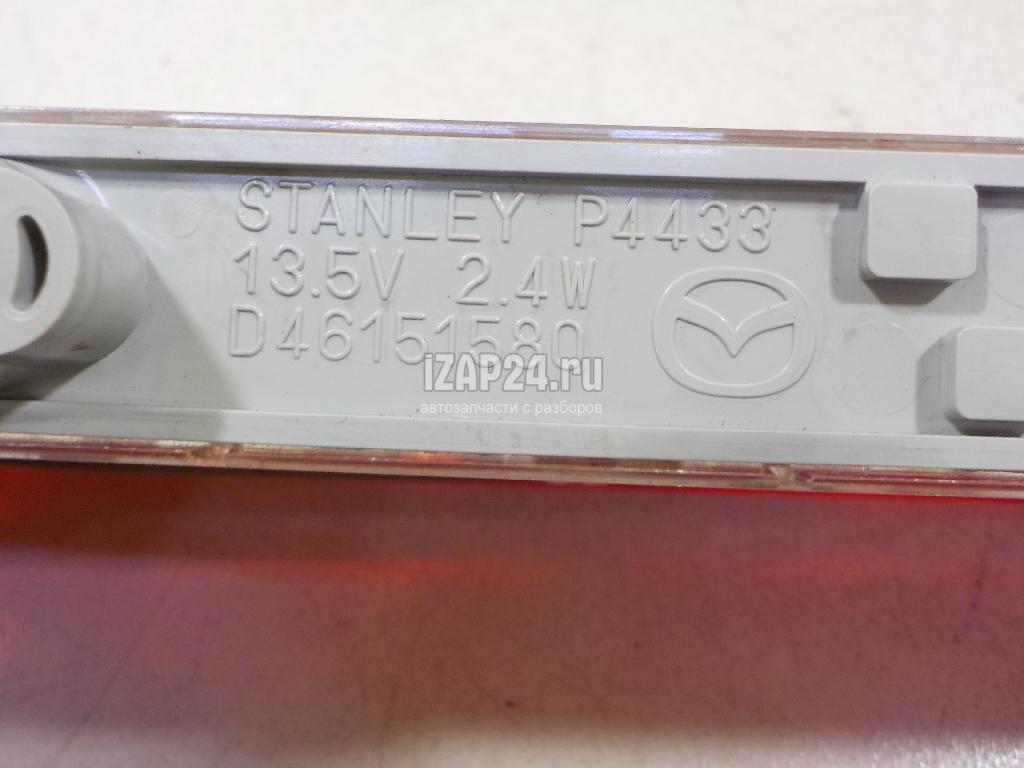 STANLEY P4433
13.5V 2.4W
D46151580
IZAP24.ru
автозапчасти с разборов